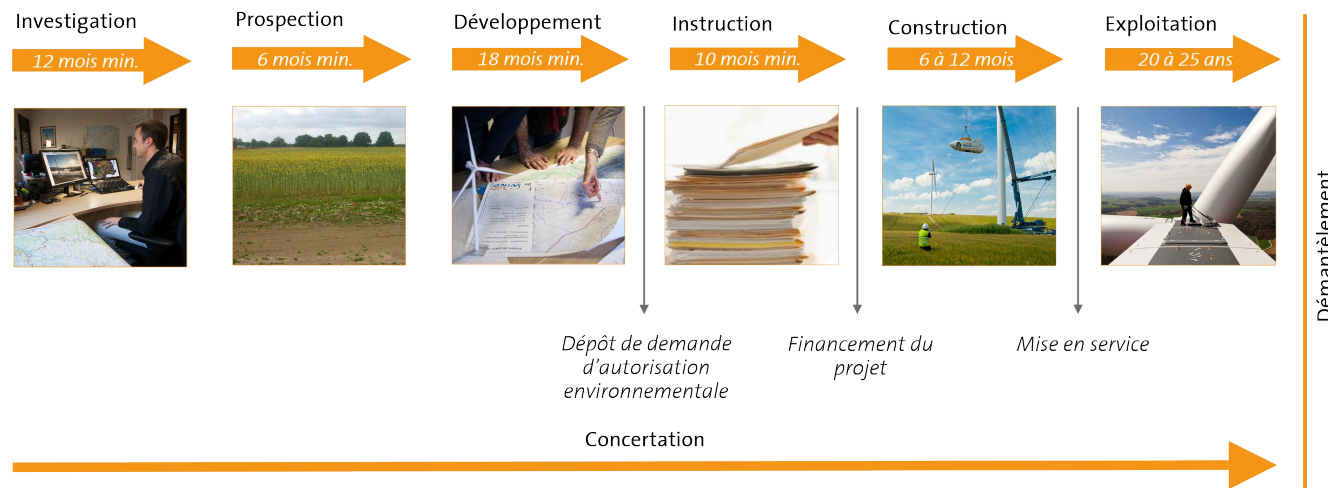 Investigation
12 mois min.
Prospection
6 mois min.
Développement
18 mois min.
Instruction
10 mois min.
Construction
6 à 12 mois
Exploitation
20 à 25 ans
Démantèlement
Dépôt de demande
d’autorisation
environnementale
Financement du
projet
Mise en service
Concertation